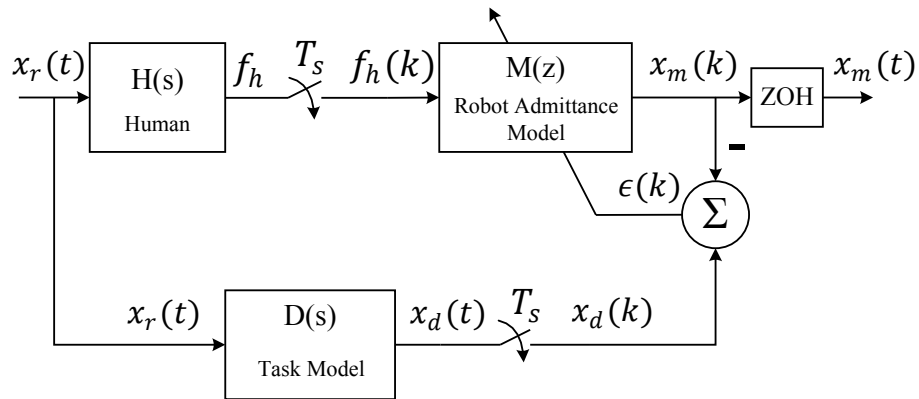 x_r(t)
H(s)
Human
f_h
T_s
f_h(k)
M(z)
Robot Admittance
Model
x_m(k)
ZOH
x_m(t)
-
ϵ(k)
Σ
x_r(t)
D(s)
Task Model
x_d(t)
T_s
x_d(k)